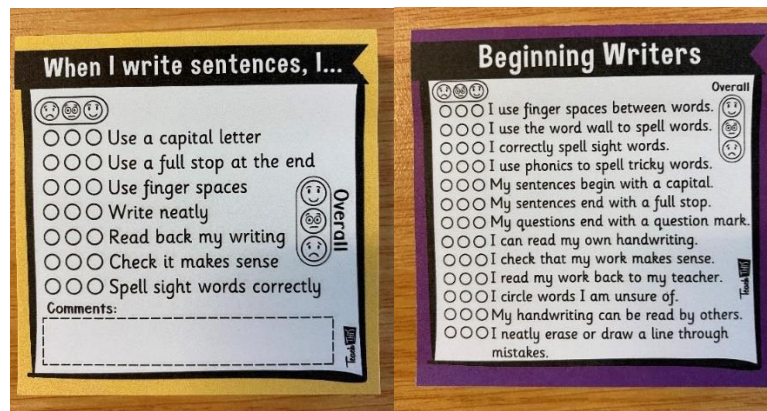 When I write sentences, I...
Use a capital letter
Use a full stop at the end
Use finger spaces
Write neatly
Read back my writing
Check it makes sense
Spell sight words correctly
Overall
Comments:
Teach
Beginning Writers
Overall
I use finger spaces between words.
I use the word wall to spell words.
I correctly spell sight words.
I use phonics to spell tricky words.
My sentences begin with a capital.
My sentences end with a full stop.
My questions end with a question mark.
I can read my own handwriting.
I check that my work makes sense.
I read my work back to my teacher.
I circle words I am unsure of.
My handwriting can be read by others.
I neatly erase or draw a line through
mistakes.
Teach